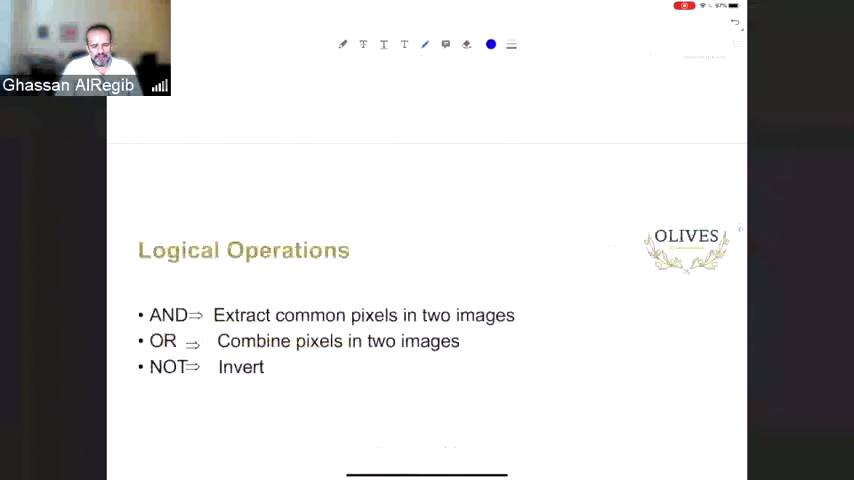 97%
T T T
Ghassan AlRegib
OLIVES
Logical Operations
• AND⇒ Extract common pixels in two images
• OR ⇒ Combine pixels in two images
• NOT⇒ Invert